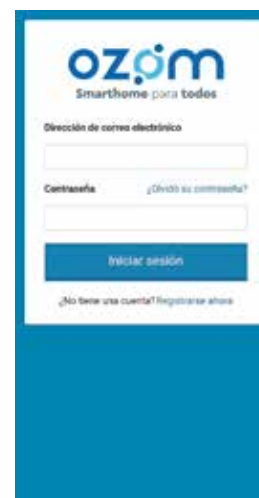 ozom
Smarthome para todos
Dirección de correo electrónico
Contraseña ¿Olvidó su contraseña?
Iniciar sesión
¿No tiene una cuenta? Registrarse ahora